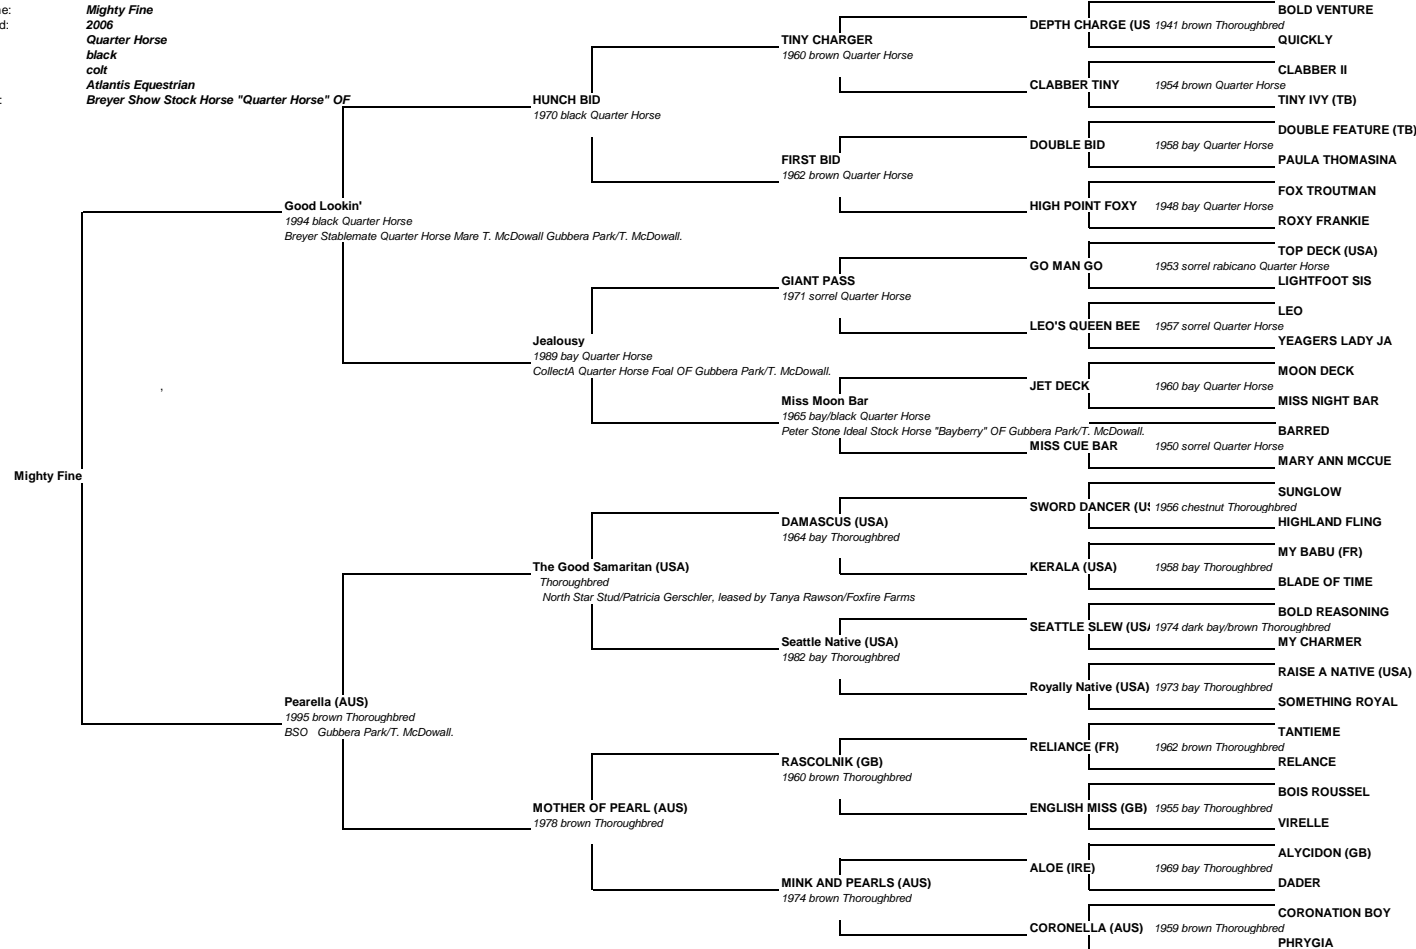 ne: Mighty Fine
d: 2006
Quarter Horse
black
colt
Atlantis Equestrian
: Breyer Show Stock Horse "Quarter Horse" OF
Mighty Fine
Good Lookin'
1994 black Quarter Horse
Breyer Stablemate Quarter Horse Mare T. McDowall Gubbera Park/T. McDowall.
Pearella (AUS)
1995 brown Thoroughbred
BSO Gubbera Park/T. McDowall.
HUNCH BID
1970 black Quarter Horse
Jealousy
1989 bay Quarter Horse
CollectA Quarter Horse Foal OF Gubbera Park/T. McDowall.
The Good Samaritan (USA)
Thoroughbred
North Star Stud/Patricia Gerschler, leased by Tanya Rawson/Foxfire Farms
MOTHER OF PEARL (AUS)
1978 brown Thoroughbred
TINY CHARGER
1960 brown Quarter Horse
FIRST BID
1962 brown Quarter Horse
GIANT PASS
1971 sorrel Quarter Horse
Miss Moon Bar
1965 bay/black Quarter Horse
Peter Stone Ideal Stock Horse "Bayberry" OF Gubbera Park/T. McDowall.
DAMASCUS (USA)
1964 bay Thoroughbred
Seattle Native (USA)
1982 bay Thoroughbred
RASCOLNIK (GB)
1960 brown Thoroughbred
MINK AND PEARLS (AUS)
1974 brown Thoroughbred
DEPTH CHARGE (US 1941 brown Thoroughbred
CLABBER TINY 1954 brown Quarter Horse
DOUBLE BID 1958 bay Quarter Horse
HIGH POINT FOXY 1948 bay Quarter Horse
GO MAN GO 1953 sorrel rabicano Quarter Horse
LEO'S QUEEN BEE 1957 sorrel Quarter Horse
JET DECK 1960 bay Quarter Horse
MISS CUE BAR 1950 sorrel Quarter Horse
SWORD DANCER (US 1956 chestnut Thoroughbred
KERALA (USA) 1958 bay Thoroughbred
SEATTLE SLEW (USA 1974 dark bay/brown Thoroughbred
Royally Native (USA) 1973 bay Thoroughbred
RELIANCE (FR) 1962 brown Thoroughbred
ENGLISH MISS (GB) 1955 bay Thoroughbred
ALOE (IRE) 1969 bay Thoroughbred
CORONELLA (AUS) 1959 brown Thoroughbred
BOLD VENTURE
QUICKLY
CLABBER II
TINY IVY (TB)
DOUBLE FEATURE (TB)
PAULA THOMASINA
FOX TROUTMAN
ROXY FRANKIE
TOP DECK (USA)
LIGHTFOOT SIS
LEO
YEAGERS LADY JA
MOON DECK
MISS NIGHT BAR
BARRED
MARY ANN MCCUE
SUNGLOW
HIGHLAND FLING
MY BABU (FR)
BLADE OF TIME
BOLD REASONING
MY CHARMER
RAISE A NATIVE (USA)
SOMETHING ROYAL
TANTIEME
RELANCE
BOIS ROUSSEL
VIRELLE
ALYCIDON (GB)
DADER
CORONATION BOY
PHRYGIA
,